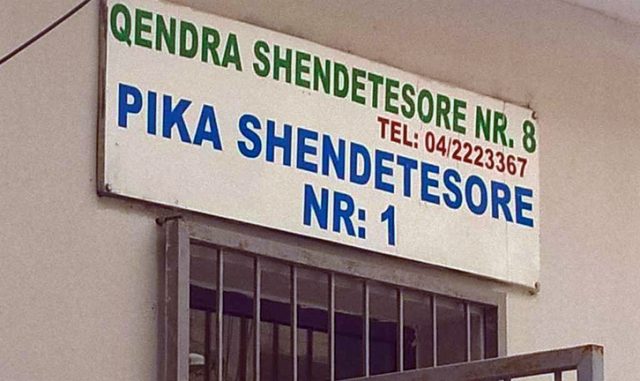 QENDRA SHENDETESORE NR. 8
TEL: 04/2223367
PIKA SHENDETESORE
NR: 1